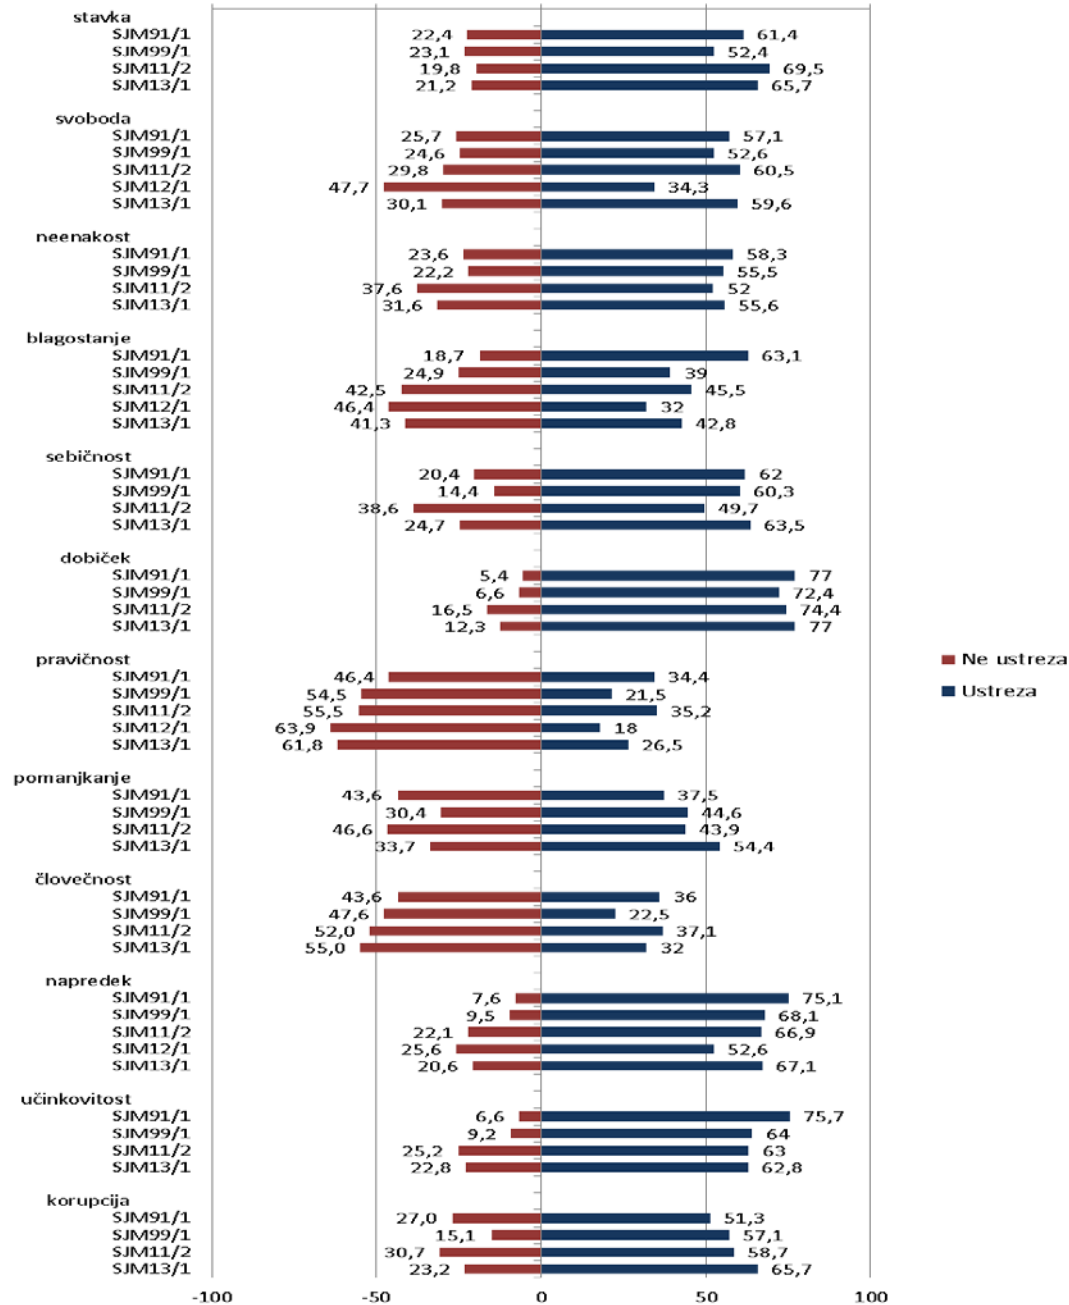 stavka
SJM91/1 22,4 61,4
SJM99/1 23,1 52,4
SJM11/2 19,8 69,5
SJM13/1 21,2 65,7
svoboda
SJM91/1 25,7 57,1
SJM99/1 24,6 52,6
SJM11/2 29,8 60,5
SJM12/1 47,7 34,3
SJM13/1 30,1 59,6
neenakost
SJM91/1 23,6 58,3
SJM99/1 22,2 55,5
SJM11/2 37,6 52
SJM13/1 31,6 55,6
blagostanje
SJM91/1 18,7 63,1
SJM99/1 24,9 39
SJM11/2 42,5 45,5
SJM12/1 46,4 32
SJM13/1 41,3 42,8
sebičnost
SJM91/1 20,4 62
SJM99/1 14,4 60,3
SJM11/2 38,6 49,7
SJM13/1 24,7 63,5
dobiček
SJM91/1 5,4 77
SJM99/1 6,6 72,4
SJM11/2 16,5 74,4
SJM13/1 12,3 77
pravičnost
SJM91/1 46,4 34,4
SJM99/1 54,5 21,5
SJM11/2 55,5 35,2
SJM12/1 63,9 18
SJM13/1 61,8 26,5
pomanjkanje
SJM91/1 43,6 37,5
SJM99/1 30,4 44,6
SJM11/2 46,6 43,9
SJM13/1 33,7 54,4
človečnost
SJM91/1 43,6 36
SJM99/1 47,6 22,5
SJM11/2 52,0 37,1
SJM13/1 55,0 32
napredek
SJM91/1 7,6 75,1
SJM99/1 9,5 68,1
SJM11/2 22,1 66,9
SJM12/1 25,6 52,6
SJM13/1 20,6 67,1
učinkovitost
SJM91/1 6,6 75,7
SJM99/1 9,2 64
SJM11/2 25,2 63
SJM13/1 22,8 62,8
korupcija
SJM91/1 27,0 51,3
SJM99/1 15,1 57,1
SJM11/2 30,7 58,7
SJM13/1 23,2 65,7
-100 -50 0 50 100
Ne ustreza
Ustreza